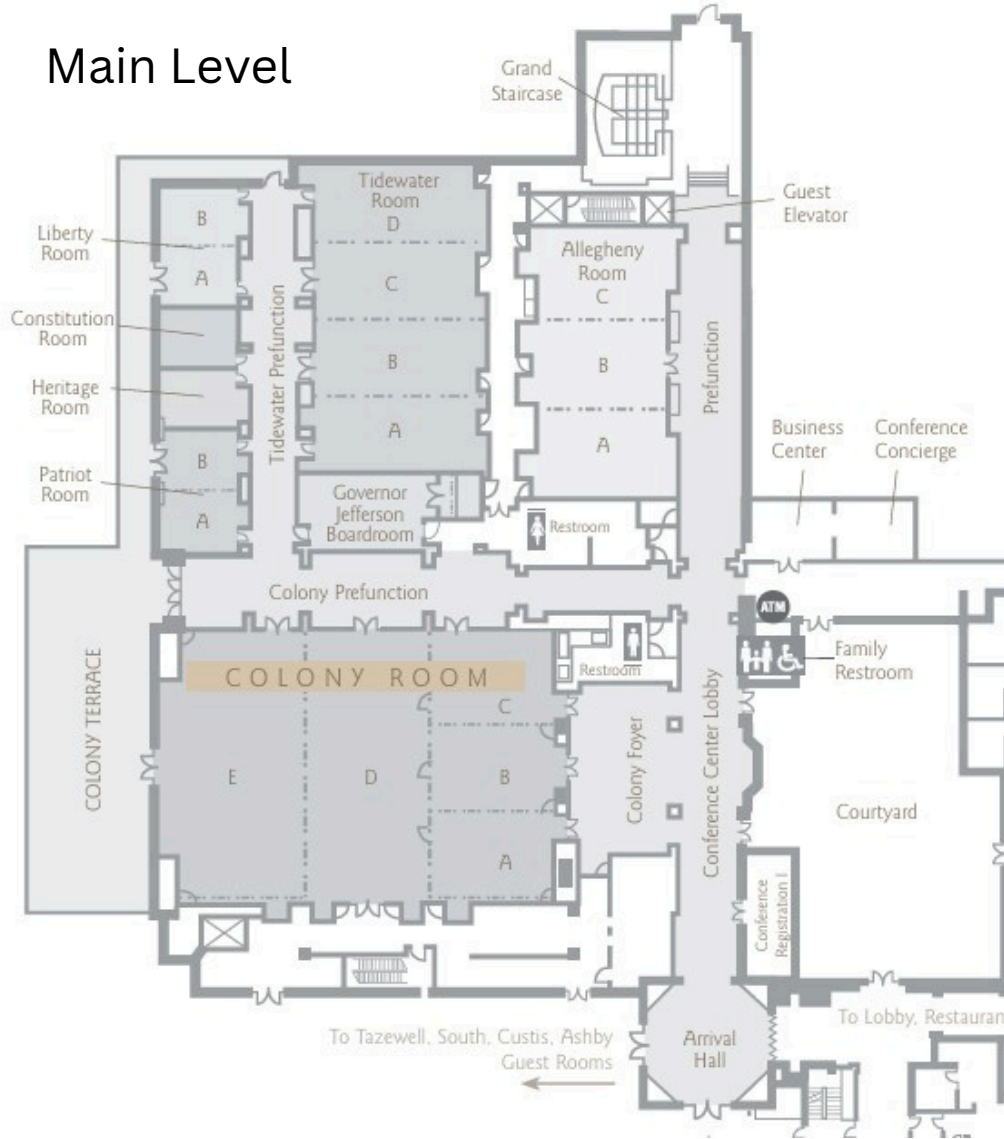 Main Level
Grand
Staircase
Guest
Elevator
Tidewater
Room
D
C
B
A
Allegheny
Room
C
B
A
Liberty
Room
B
A
Constitution
Room
Heritage
Room
Patriot
Room
B
A
Tidewater Prefunction
Prefunction
Governor
Jefferson
Boardroom
Restroom
Business
Center
Conference
Concierge
Colony Prefunction
ATM
Family
Restroom
Restroom
COLONY ROOM
C
E
D
B
A
COLONY TERRACE
Colony Foyer
Conference Center Lobby
Courtyard
Conference
Registration I
To Lobby, Restauran
To Tazewell, South, Custis, Ashby
Guest Rooms
Arrival
Hall